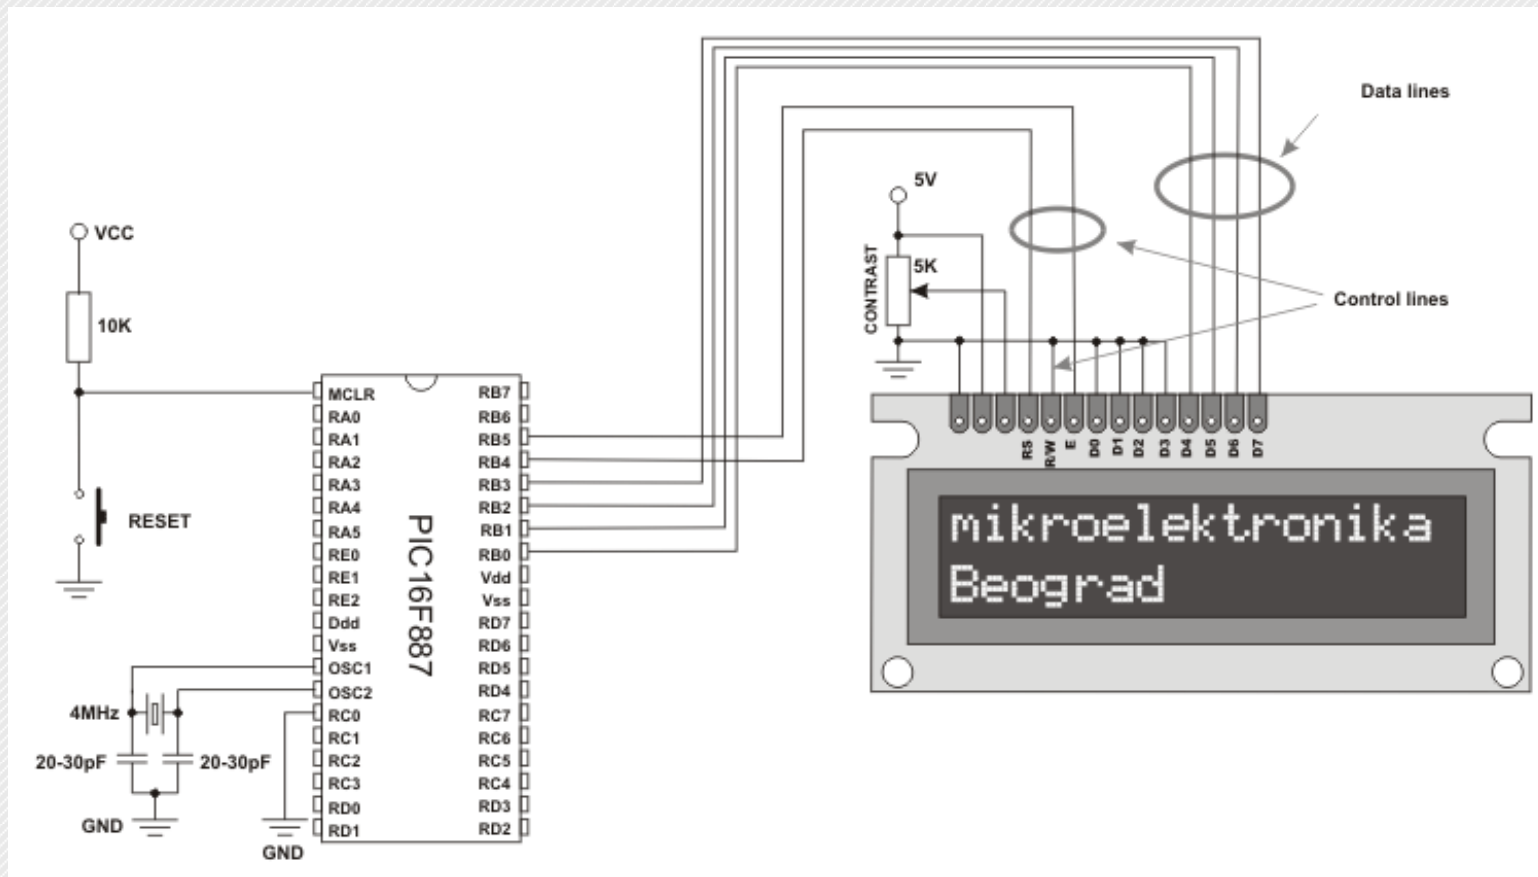 Data lines
5V
VCC
CONTRAST
5K
Control lines
10K
MCLR RB7
RA0 RB6
RA1 RB5
RA2 RB4
RA3 RB3
RA4 RB2
RA5 RB1
RE0 RB0
RE1 Vdd
RE2 Vss
Ddd RD7
Vss RD6
OSC1 RD5
OSC2 RD4
RC0 RC7
RC1 RC6
RC2 RC5
RC3 RC4
RD0 RD3
RD1 RD2
PIC16F887
RESET
4MHz
20-30pF 20-30pF
GND
GND
RS R/W E D0 D1 D2 D3 D4 D5 D6 D7
mikroelektronika
Beograd